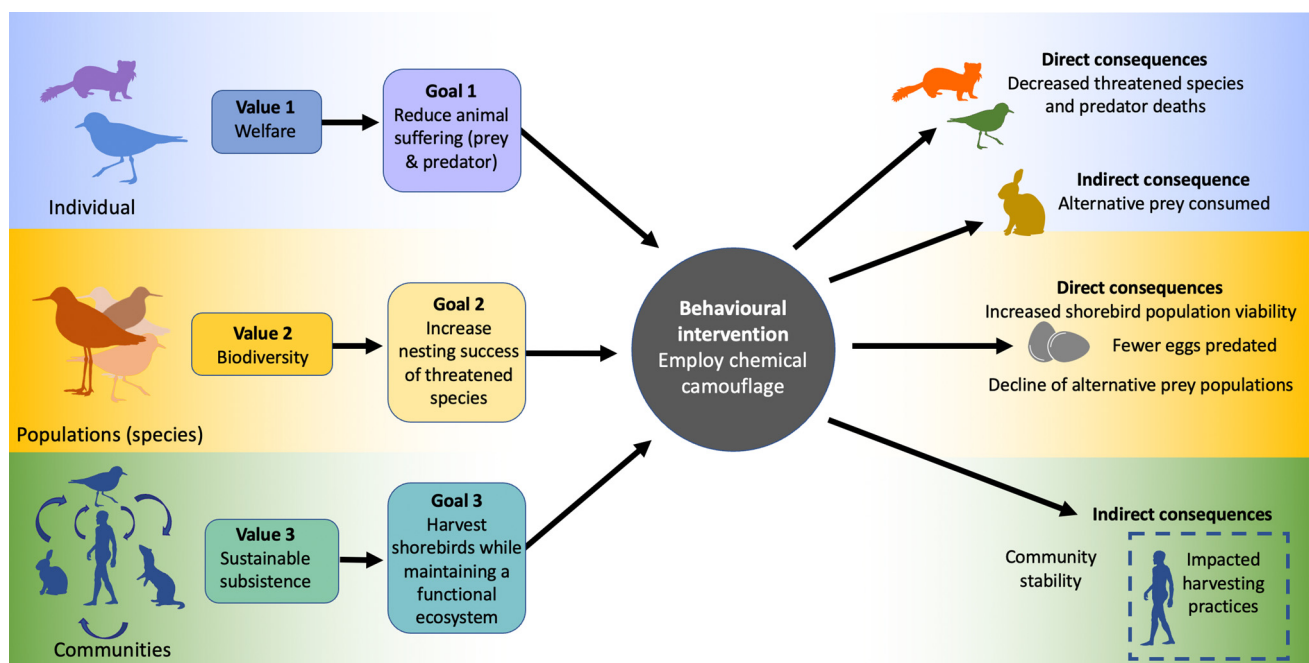 Value 1
Welfare
Goal 1
Reduce animal
suffering (prey
& predator)
Individual
Direct consequences
Decreased threatened species
and predator deaths
Indirect consequence
Alternative prey consumed
Value 2
Biodiversity
Goal 2
Increase
nesting success
of threatened
species
Populations (species)
Behavioural
intervention
Employ chemical
camouflage
Direct consequences
Increased shorebird population viability
Fewer eggs predated
Decline of alternative prey populations
Value 3
Sustainable
subsistence
Goal 3
Harvest
shorebirds while
maintaining a
functional
ecosystem
Communities
Indirect consequences
Community
stability
Impacted
harvesting
practices